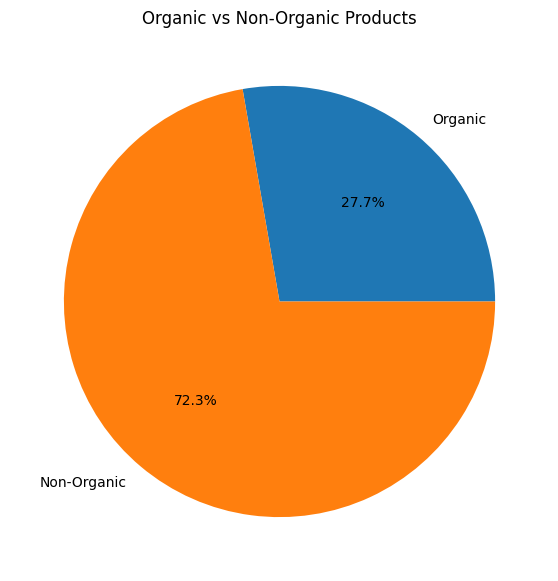 Organic vs Non-Organic Products
Organic
27.7%
72.3%
Non-Organic